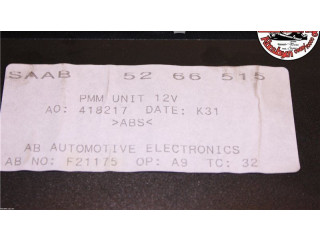 SAAB 52 66 515
PMM UNIT 12V
AO: 418217 DATE: K31
>ABS<
AB AUTOMOTIVE ELECTRONICS
AB NO: F21175 OP: A9 TC: 32